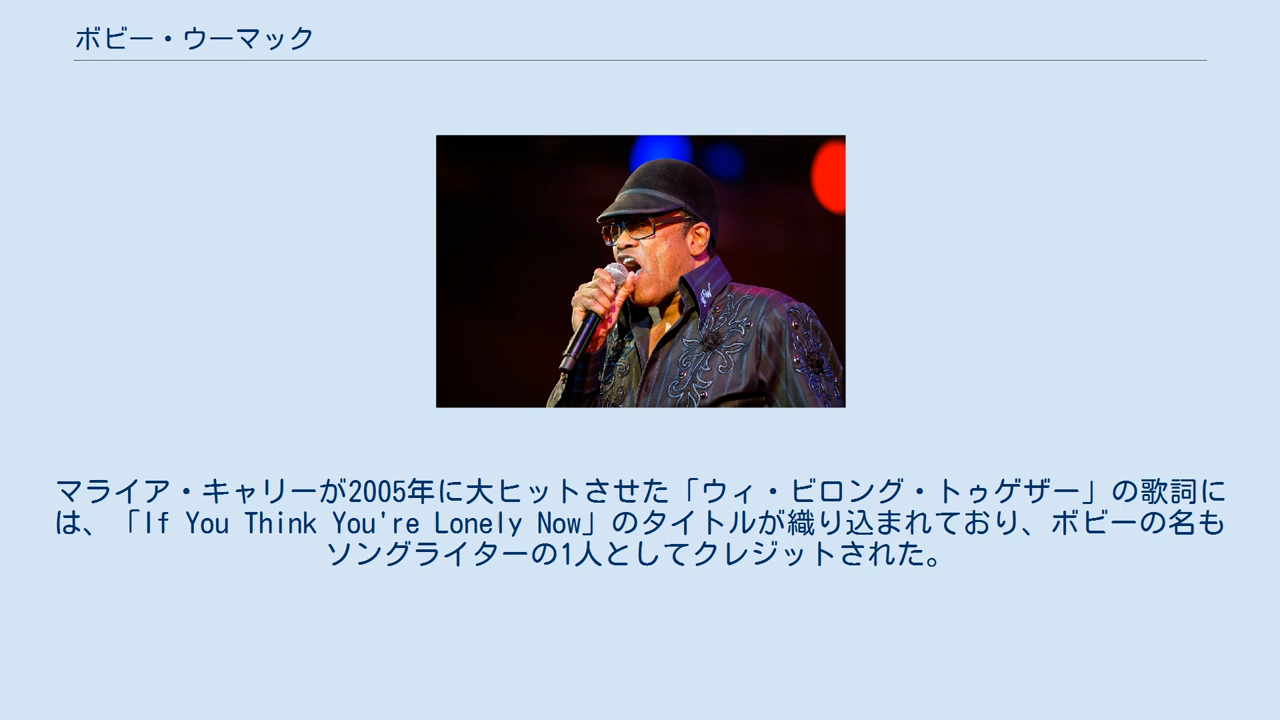 ボビー・ウーマック
マライア・キャリーが2005年に大ヒットさせた「ウィ・ビロング・トゥゲザー」の歌詞に
は、「If You Think You're Lonely Now」のタイトルが織り込まれており、ボビーの名も
ソングライターの1人としてクレジットされた。